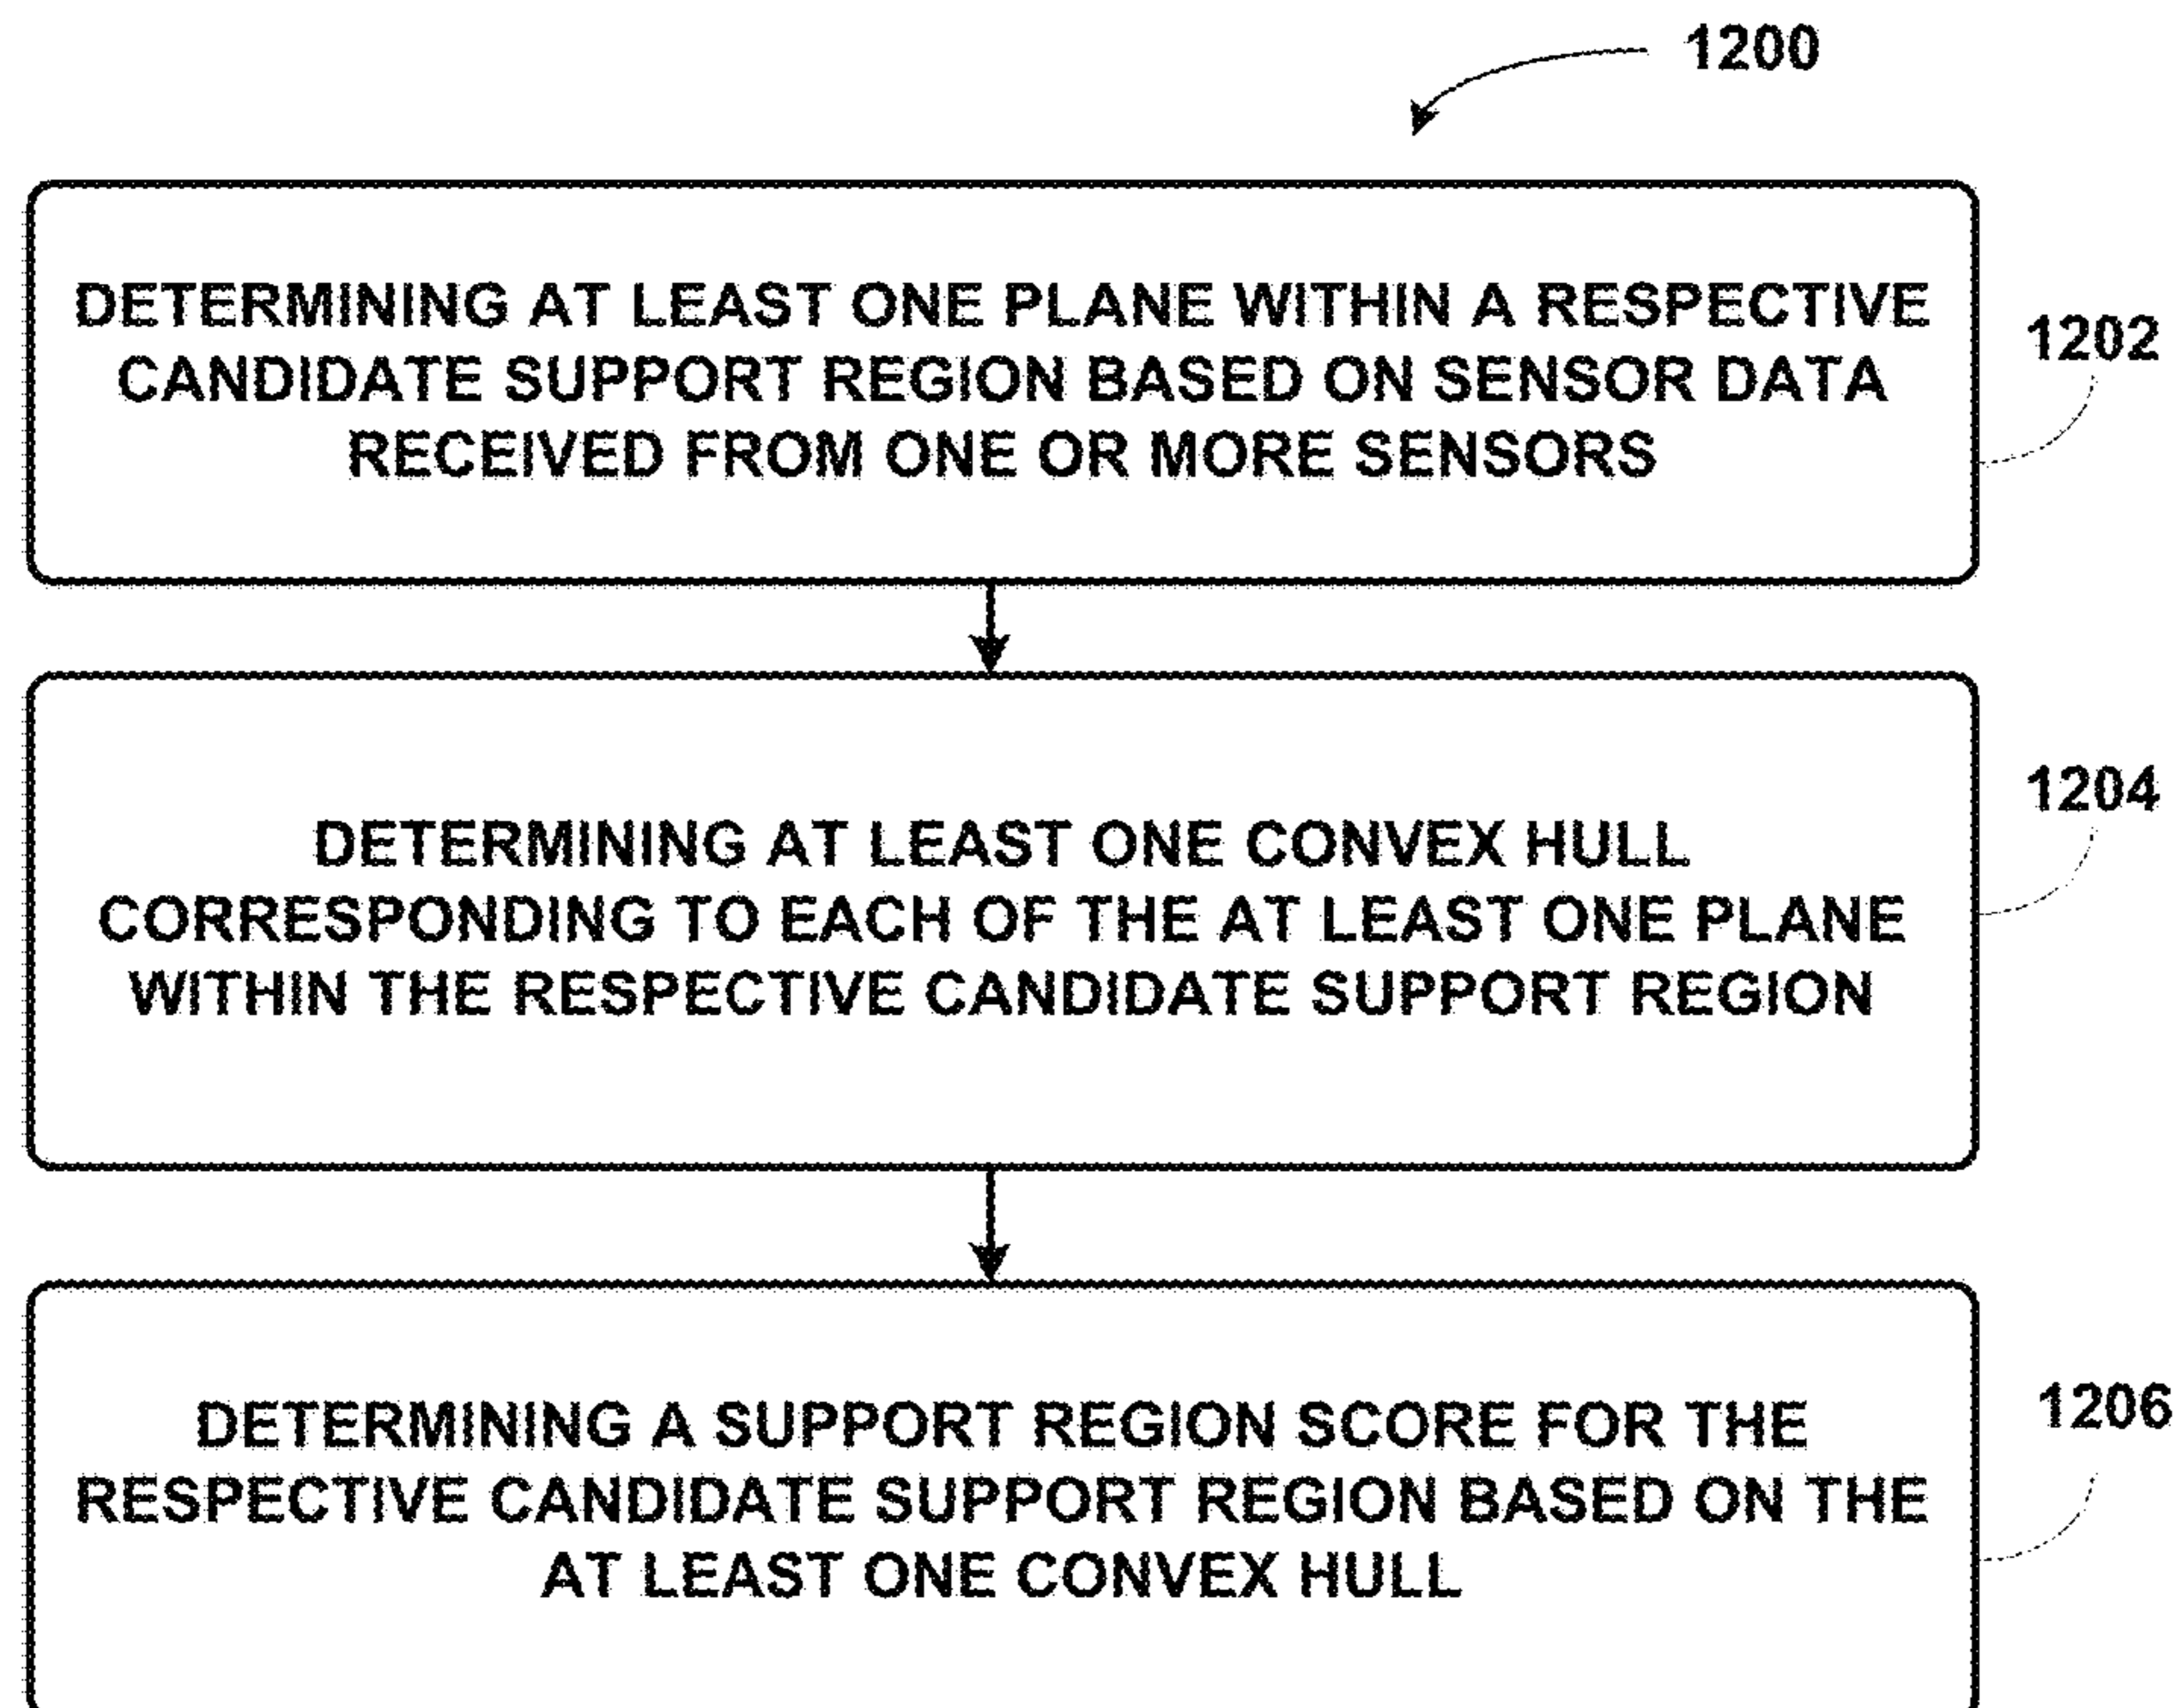 1200
DETERMINING AT LEAST ONE PLANE WITHIN A RESPECTIVE
CANDIDATE SUPPORT REGION BASED ON SENSOR DATA
RECEIVED FROM ONE OR MORE SENSORS
1202
DETERMINING AT LEAST ONE CONVEX HULL
CORRESPONDING TO EACH OF THE AT LEAST ONE PLANE
WITHIN THE RESPECTIVE CANDIDATE SUPPORT REGION
1204
DETERMINING A SUPPORT REGION SCORE FOR THE
RESPECTIVE CANDIDATE SUPPORT REGION BASED ON THE
AT LEAST ONE CONVEX HULL
1206